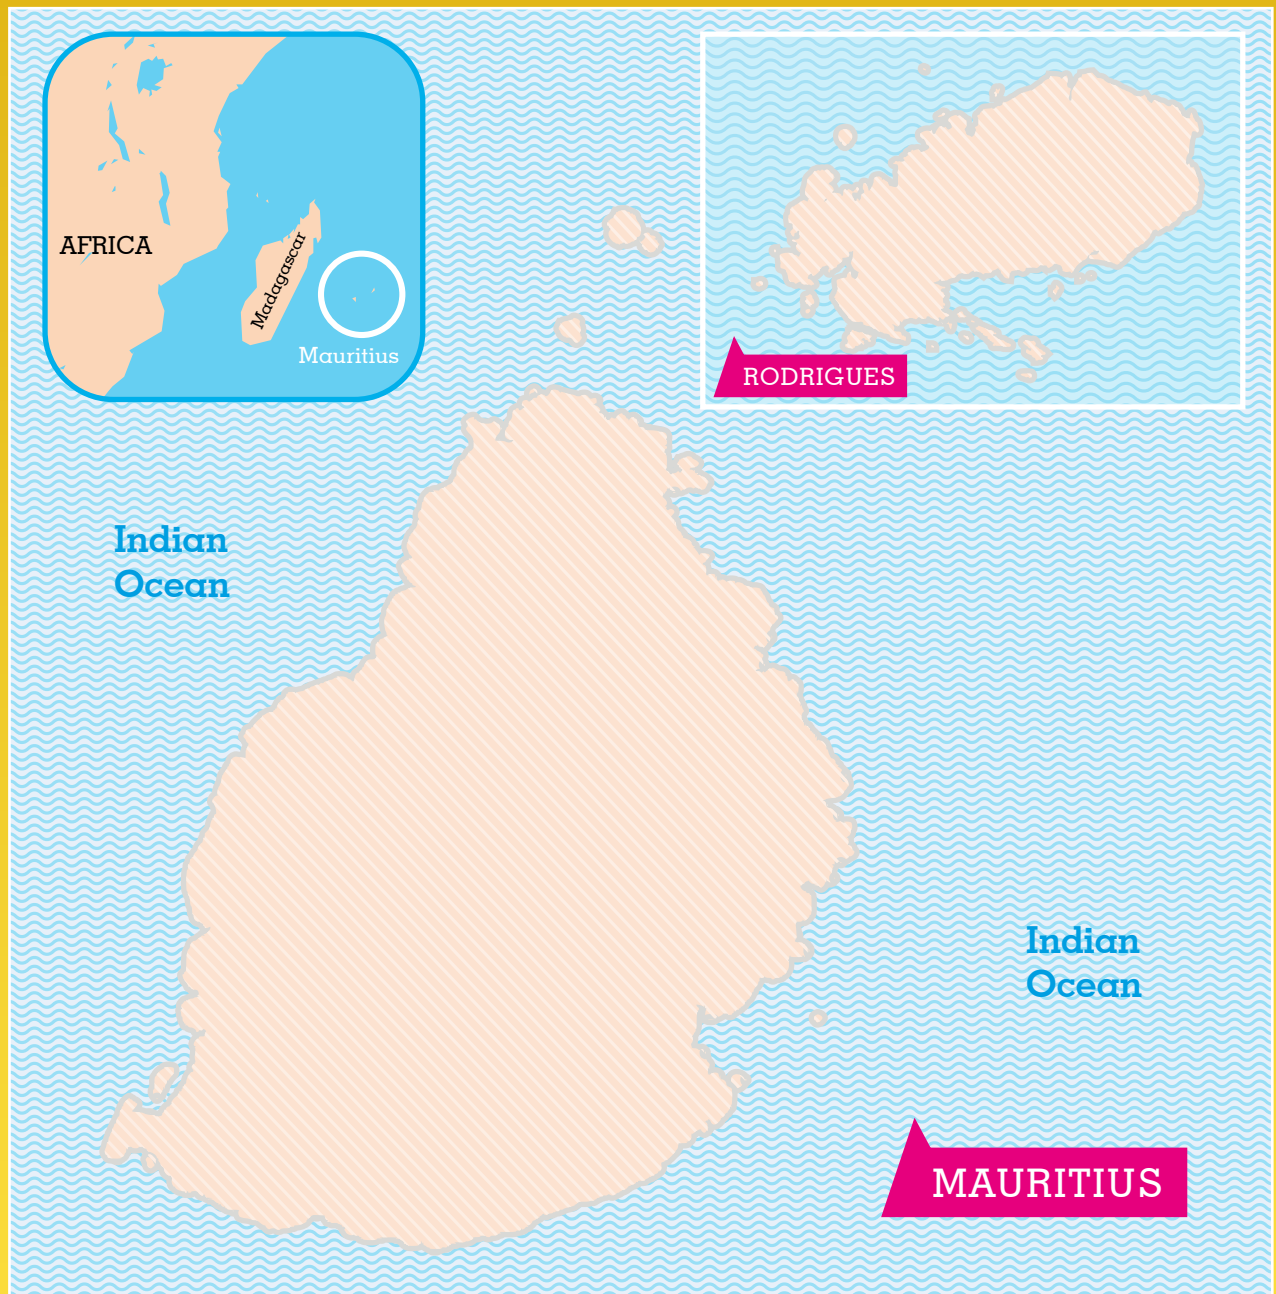 AFRICA
Madagascar
Mauritius
RODRIGUES
Indian
Ocean
Indian
Ocean
MAURITIUS